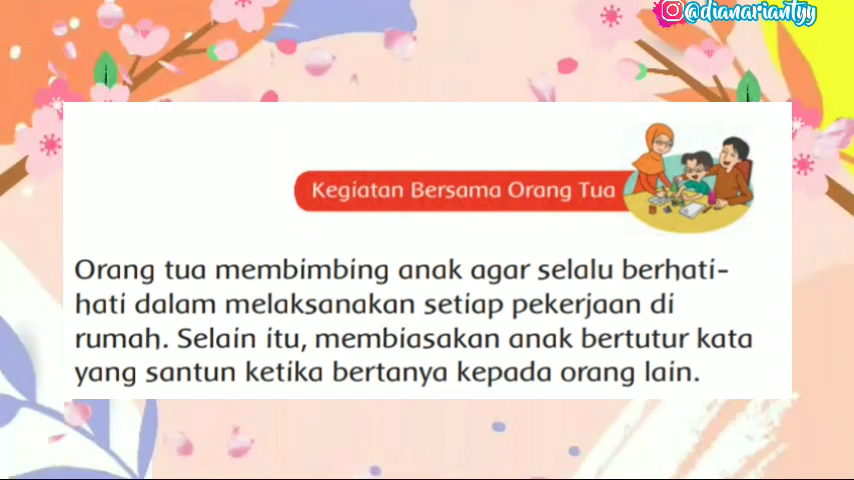 @dianariantyy
Kegiatan Bersama Orang Tua
Orang tua membimbing anak agar selalu berhati-
hati dalam melaksanakan setiap pekerjaan di
rumah. Selain itu, membiasakan anak bertutur kata
yang santun ketika bertanya kepada orang lain.